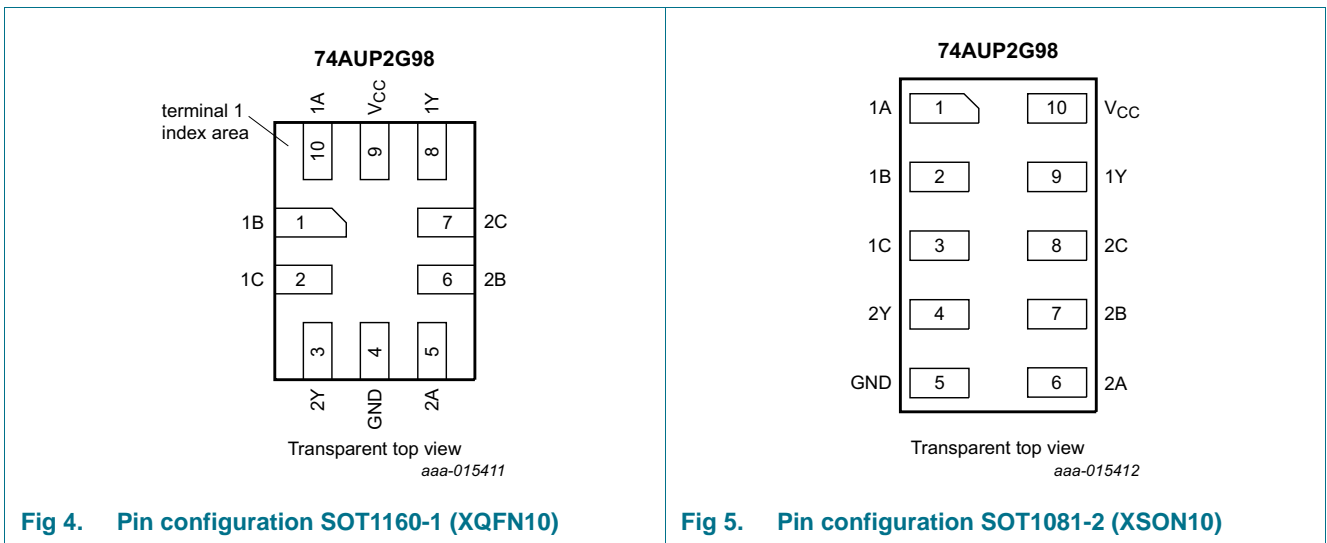 74AUP2G98
terminal 1
index area
1A
VCC
1Y
10
9
8
1B
1
7
2C
1C
2
6
2B
3
4
5
2Y
GND
2A
Transparent top view
aaa-015411
Fig 4. Pin configuration SOT1160-1 (XQFN10)
74AUP2G98
1A
1
10
VCC
1B
2
9
1Y
1C
3
8
2C
2Y
4
7
2B
GND
5
6
2A
Transparent top view
aaa-015412
Fig 5. Pin configuration SOT1081-2 (XSON10)